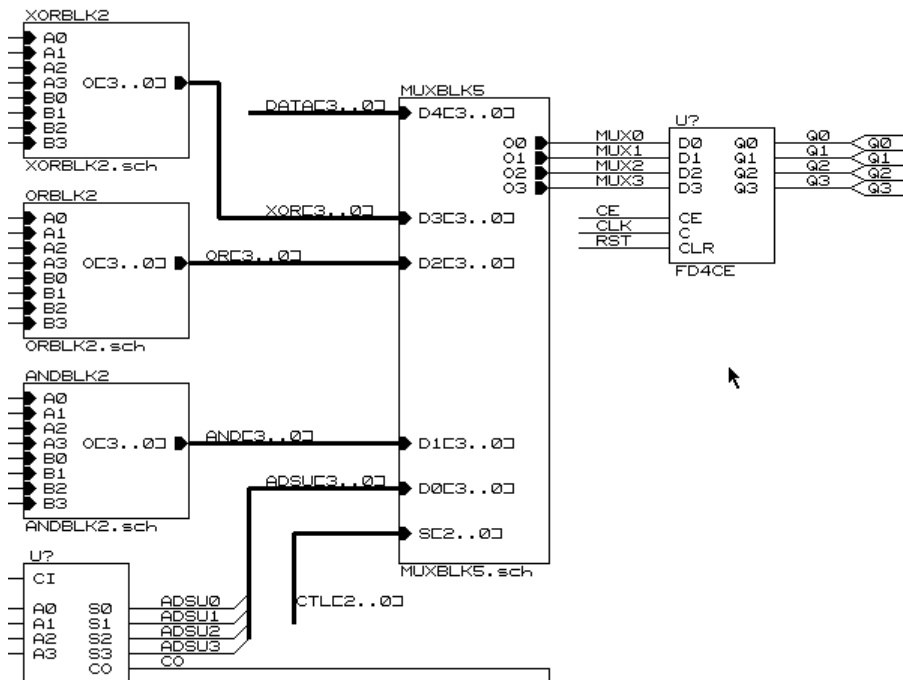 XORBLK2
A0
A1
A2
A3 O[3..0]
B0
B1
B2
B3
XORBLK2.sch
ORBLK2
A0
A1
A2
A3 O[3..0]
B0
B1
B2
B3
ORBLK2.sch
ANDBLK2
A0
A1
A2
A3 O[3..0]
B0
B1
B2
B3
ANDBLK2.sch
U?
CI
A0 S0 ADSU0
A1 S1 ADSU1
A2 S2 ADSU2
A3 S3 ADSU3
CO CO
DATA[3..0]
XOR[3..0]
OR[3..0]
AND[3..0]
ADSU[3..0]
CTL[2..0]
MUXBLK5
D4[3..0]
O0
O1
O2
O3
D3[3..0]
D2[3..0]
D1[3..0]
D0[3..0]
S[2..0]
MUXBLK5.sch
MUX0
MUX1
MUX2
MUX3
CE
CLK
RST
U?
D0 Q0
D1 Q1
D2 Q2
D3 Q3
CE
C
CLR
FD4CE
Q0 Q0
Q1 Q1
Q2 Q2
Q3 Q3